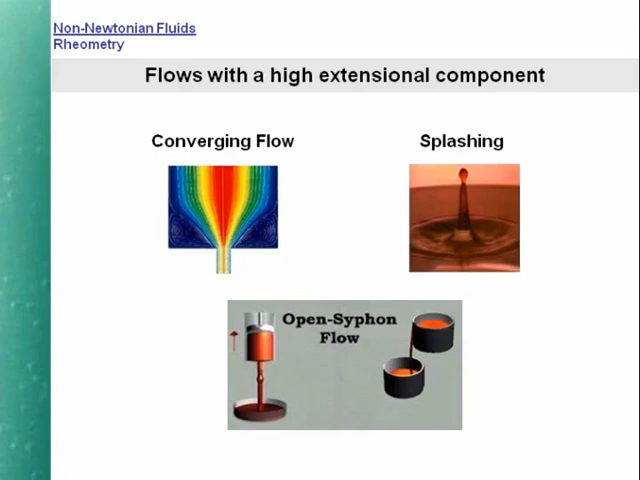 Non-Newtonian Fluids
Rheometry
Flows with a high extensional component
Converging Flow
Splashing
Open-Syphon
Flow